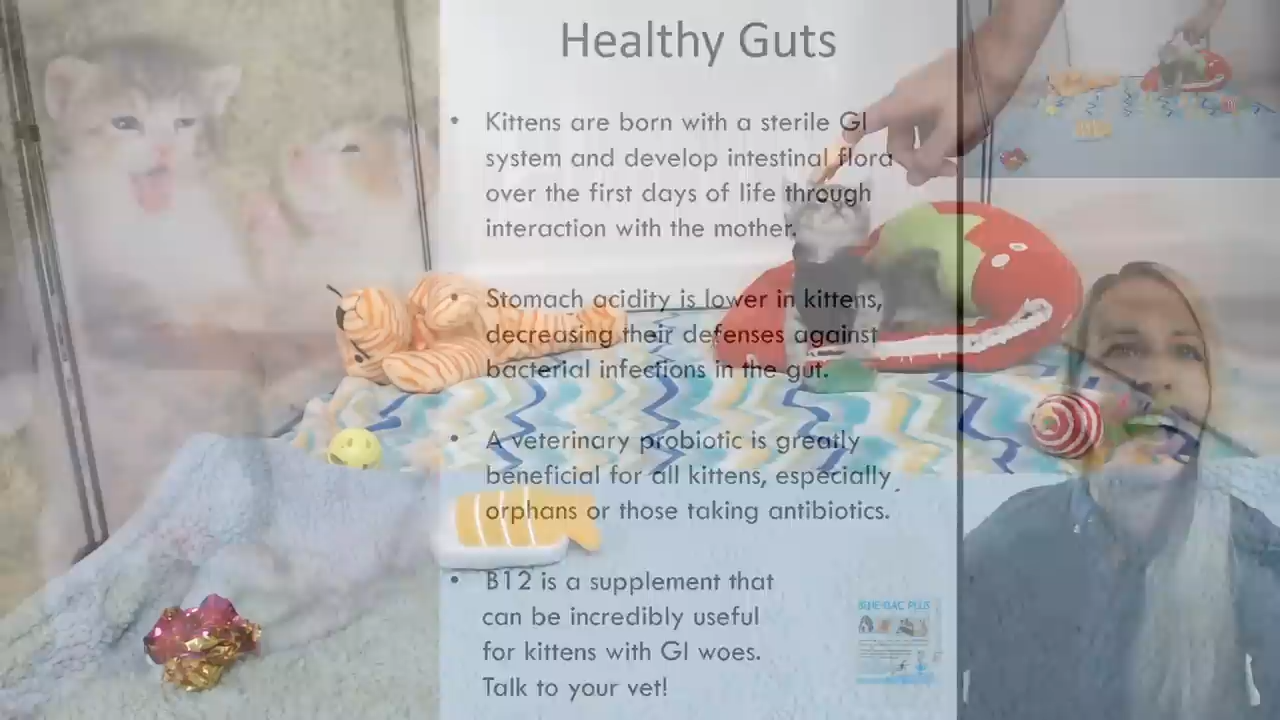 Healthy Guts
• Kittens are born with a sterile GI
system and develop intestinal flora
over the first days of life through
interaction with the mother.
Stomach acidity is lower in kittens,
decreasing their defenses against
bacterial infections in the gut.
• A veterinary probiotic is greatly
beneficial for all kittens, especially
orphans or those taking antibiotics.
• B12 is a supplement that
can be incredibly useful
for kittens with GI woes.
Talk to your vet!
BENE-BAC PLUS